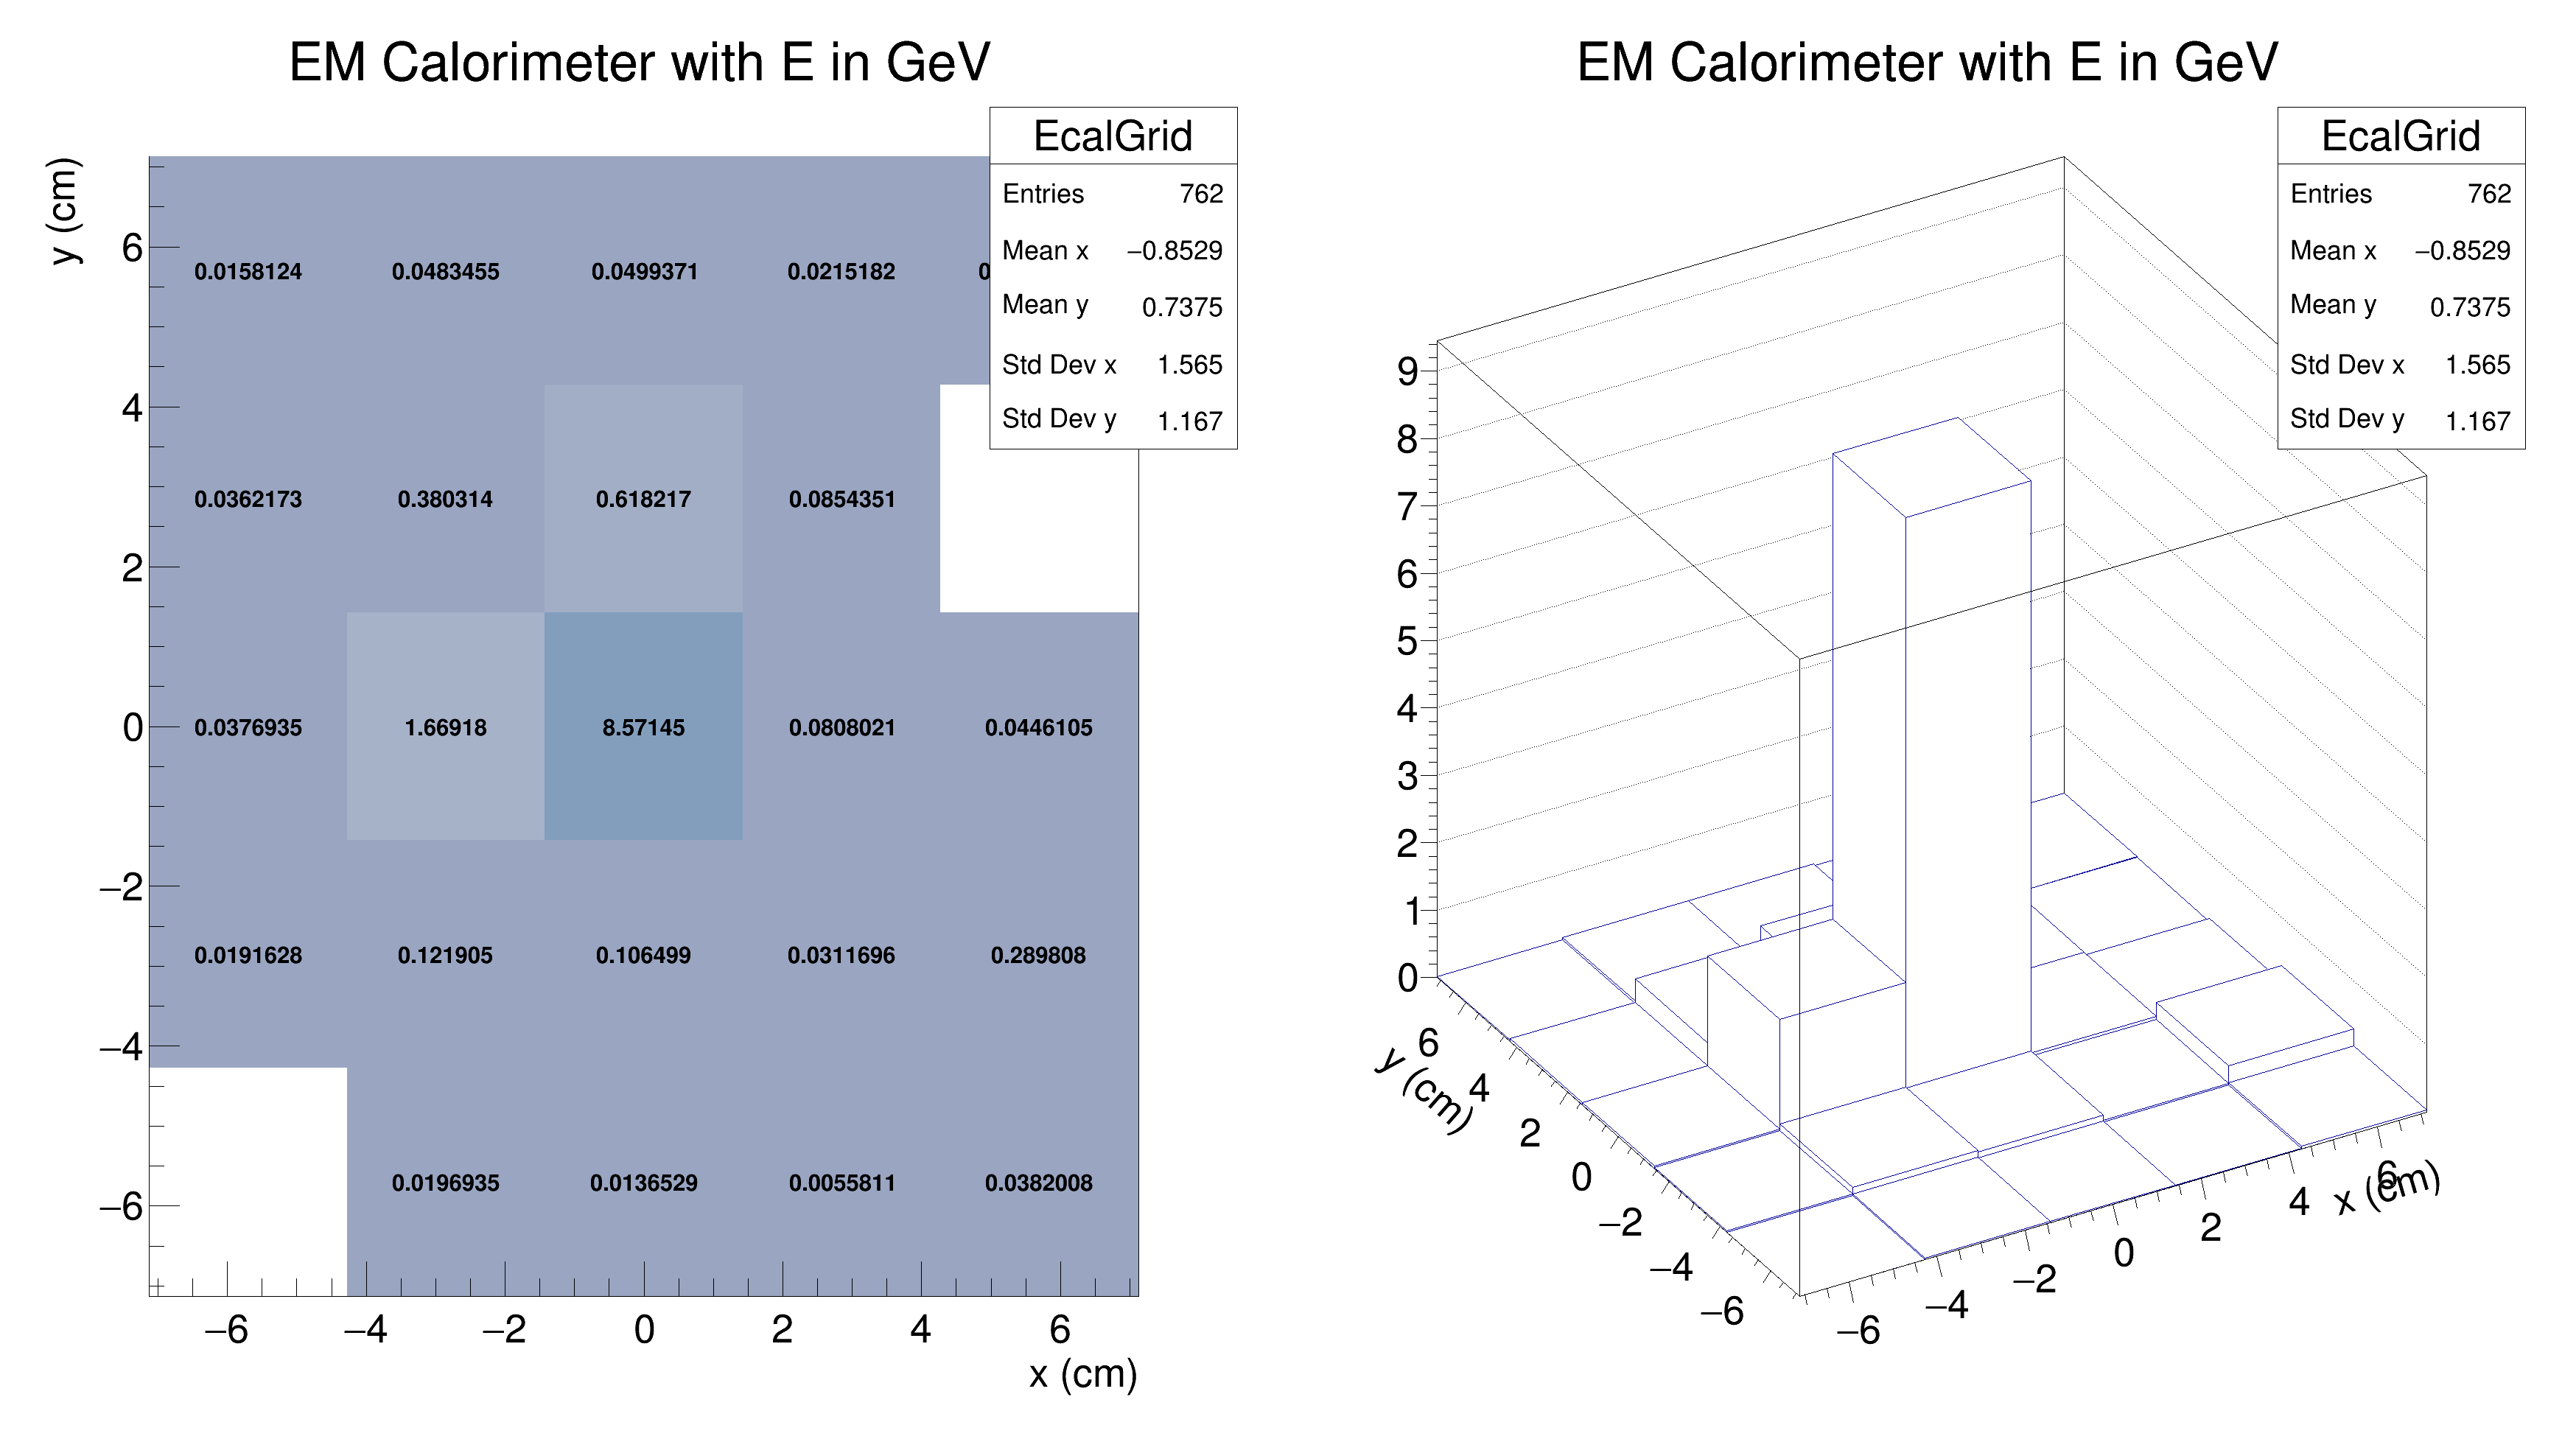 EM Calorimeter with E in GeV
EcalGrid
Entries 762
Mean x −0.8529
Mean y 0.7375
Std Dev x 1.565
Std Dev y 1.167
y (cm)
6
4
2
0
−2
−4
−6
0.0158124 0.0483455 0.0499371 0.0215182
0.0362173 0.380314 0.618217 0.0854351
0.0376935 1.66918 8.57145 0.0808021 0.0446105
0.0191628 0.121905 0.106499 0.0311696 0.289808
0.0196935 0.0136529 0.0055811 0.0382008
−6 −4 −2 0 2 4 6
x (cm)
EM Calorimeter with E in GeV
EcalGrid
Entries 762
Mean x −0.8529
Mean y 0.7375
Std Dev x 1.565
Std Dev y 1.167
9
8
7
6
5
4
3
2
1
0
y (cm)
6
4
2
0
−2
−4
−6
−6
−4
−2
0
2
4
6
x (cm)